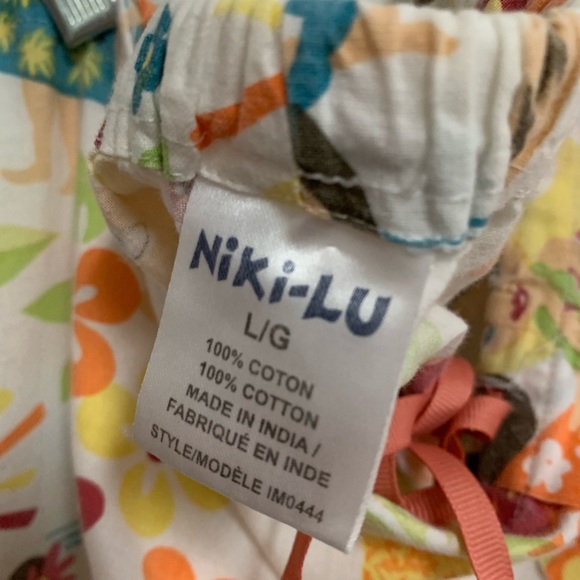 NiKi-LU
L/G
100% COTON
100% COTTON
MADE IN INDIA /
FABRIQUÉ EN INDE
STYLE/MODÈLE IM0444